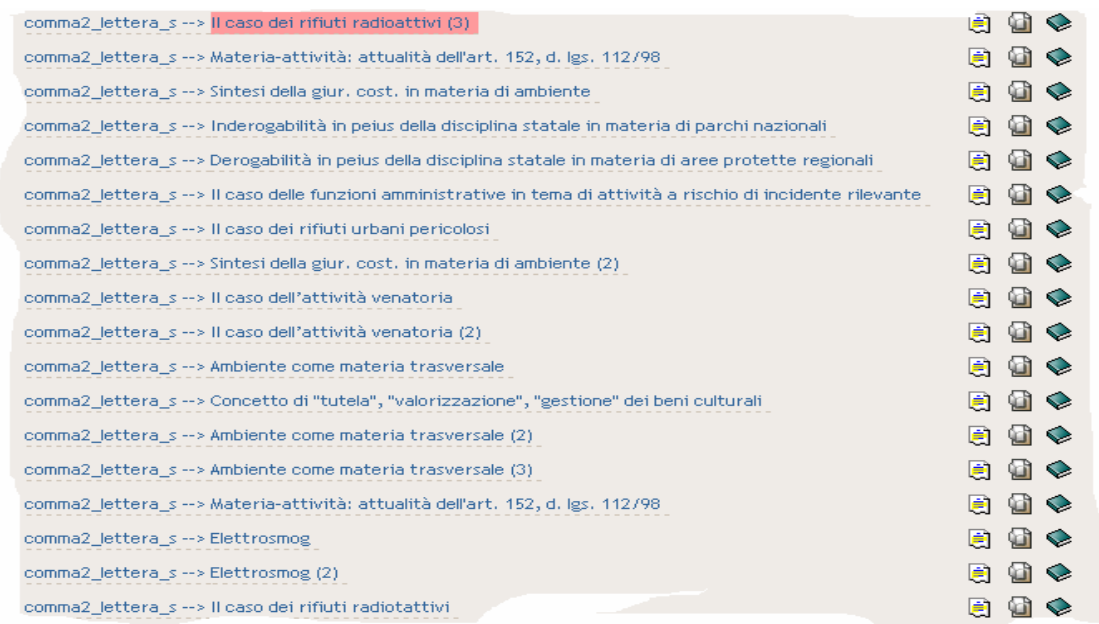 comma2_lettera_s --> Il caso dei rifiuti radioattivi (3)
comma2_lettera_s --> Materia-attività: attualità dell'art. 152, d. lgs. 112/98
comma2_lettera_s --> Sintesi della giur. cost. in materia di ambiente
comma2_lettera_s --> Inderogabilità in peius della disciplina statale in materia di parchi nazionali
comma2_lettera_s --> Derogabilità in peius della disciplina statale in materia di aree protette regionali
comma2_lettera_s --> Il caso delle funzioni amministrative in tema di attività a rischio di incidente rilevante
comma2_lettera_s --> Il caso dei rifiuti urbani pericolosi
comma2_lettera_s --> Sintesi della giur. cost. in materia di ambiente (2)
comma2_lettera_s --> Il caso dell’attività venatoria
comma2_lettera_s --> Il caso dell’attività venatoria (2)
comma2_lettera_s --> Ambiente come materia trasversale
comma2_lettera_s --> Concetto di "tutela", "valorizzazione", "gestione" dei beni culturali
comma2_lettera_s --> Ambiente come materia trasversale (2)
comma2_lettera_s --> Ambiente come materia trasversale (3)
comma2_lettera_s --> Materia-attività: attualità dell'art. 152, d. lgs. 112/98
comma2_lettera_s --> Elettrosmog
comma2_lettera_s --> Elettrosmog (2)
comma2_lettera_s --> Il caso dei rifiuti radiotattivi